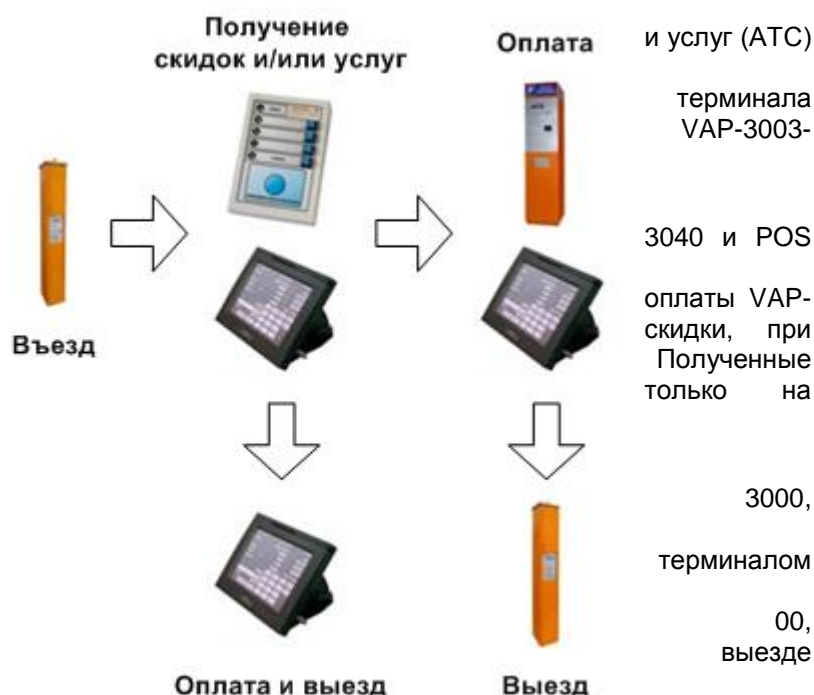 Получение
скидок и/или услуг
Оплата
Въезд
Оплата и выезд
Выезд
и услуг (АТС)
терминала
VAP-3003-
3040 и POS
оплаты VAP-
скидки, при
Полученные
только на
3000,
терминалом
00,
выезде